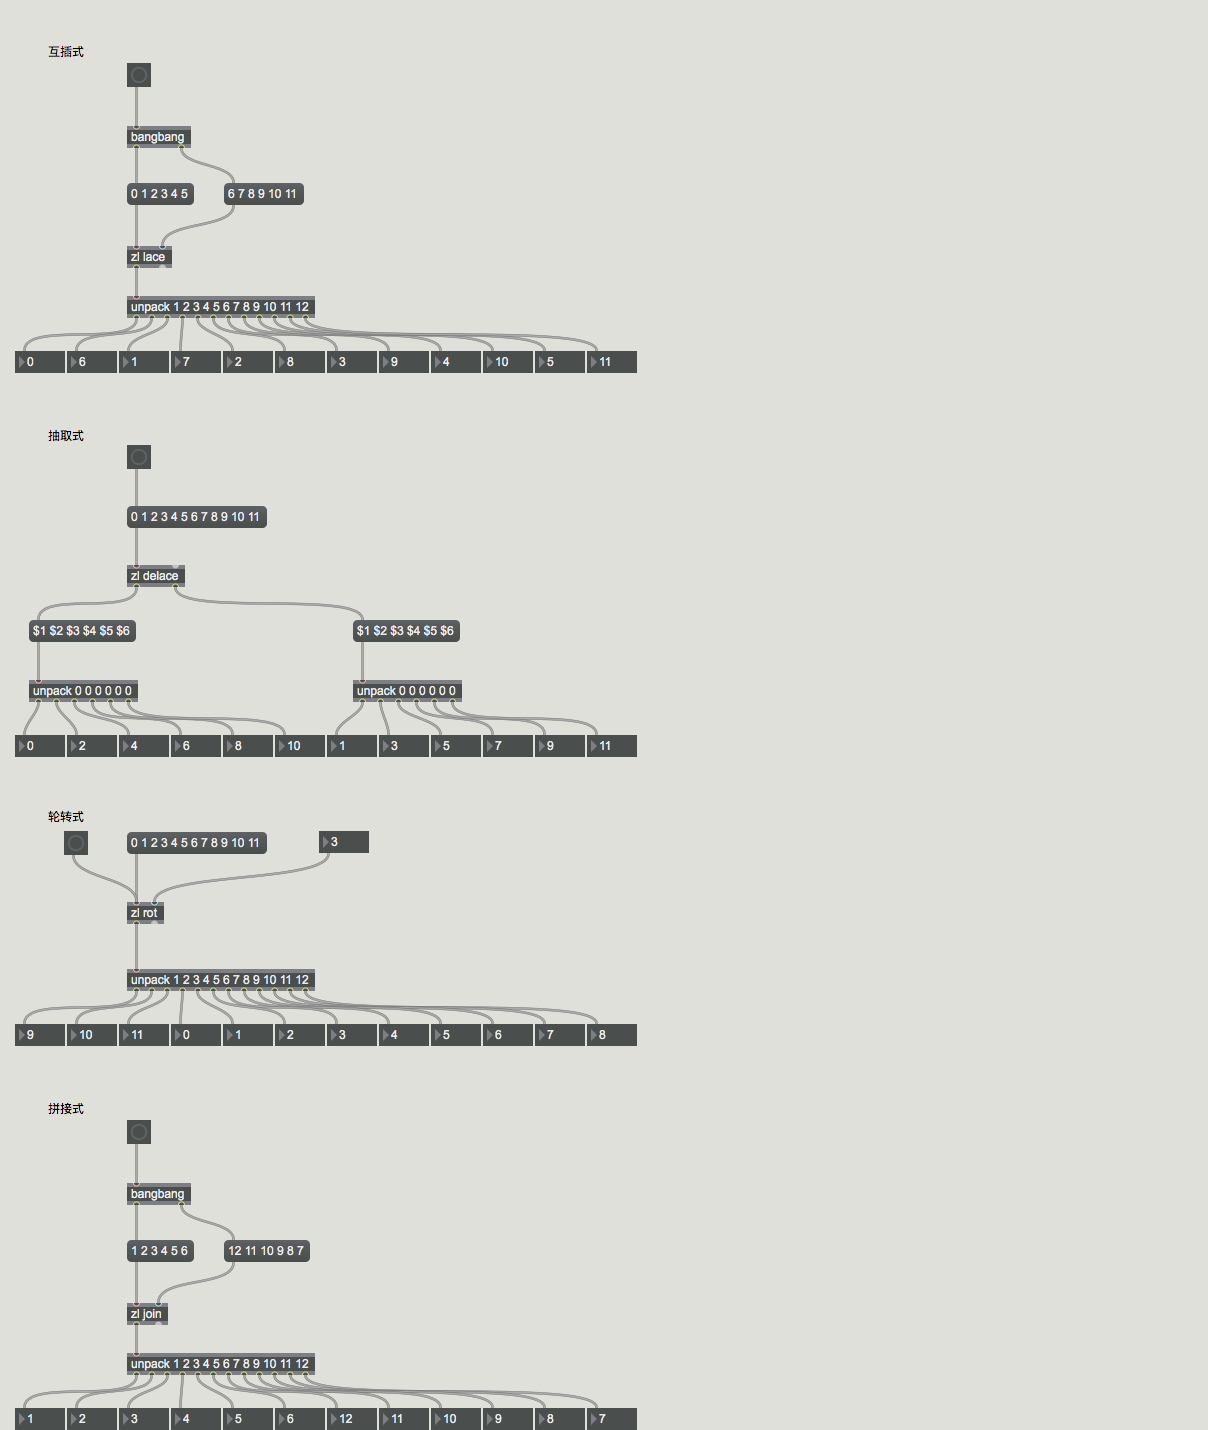 互插式
bangbang
0 1 2 3 4 5
6 7 8 9 10 11
zl lace
unpack 1 2 3 4 5 6 7 8 9 10 11 12
0 6 1 7 2 8 3 9 4 10 5 11
抽取式
0 1 2 3 4 5 6 7 8 9 10 11
zl delace
$1 $2 $3 $4 $5 $6
$1 $2 $3 $4 $5 $6
unpack 0 0 0 0 0 0
unpack 0 0 0 0 0 0
0 2 4 6 8 10 1 3 5 7 9 11
轮转式
0 1 2 3 4 5 6 7 8 9 10 11
3
zl rot
unpack 1 2 3 4 5 6 7 8 9 10 11 12
9 10 11 0 1 2 3 4 5 6 7 8
拼接式
bangbang
1 2 3 4 5 6
12 11 10 9 8 7
zl join
unpack 1 2 3 4 5 6 7 8 9 10 11 12
1 2 3 4 5 6 12 11 10 9 8 7